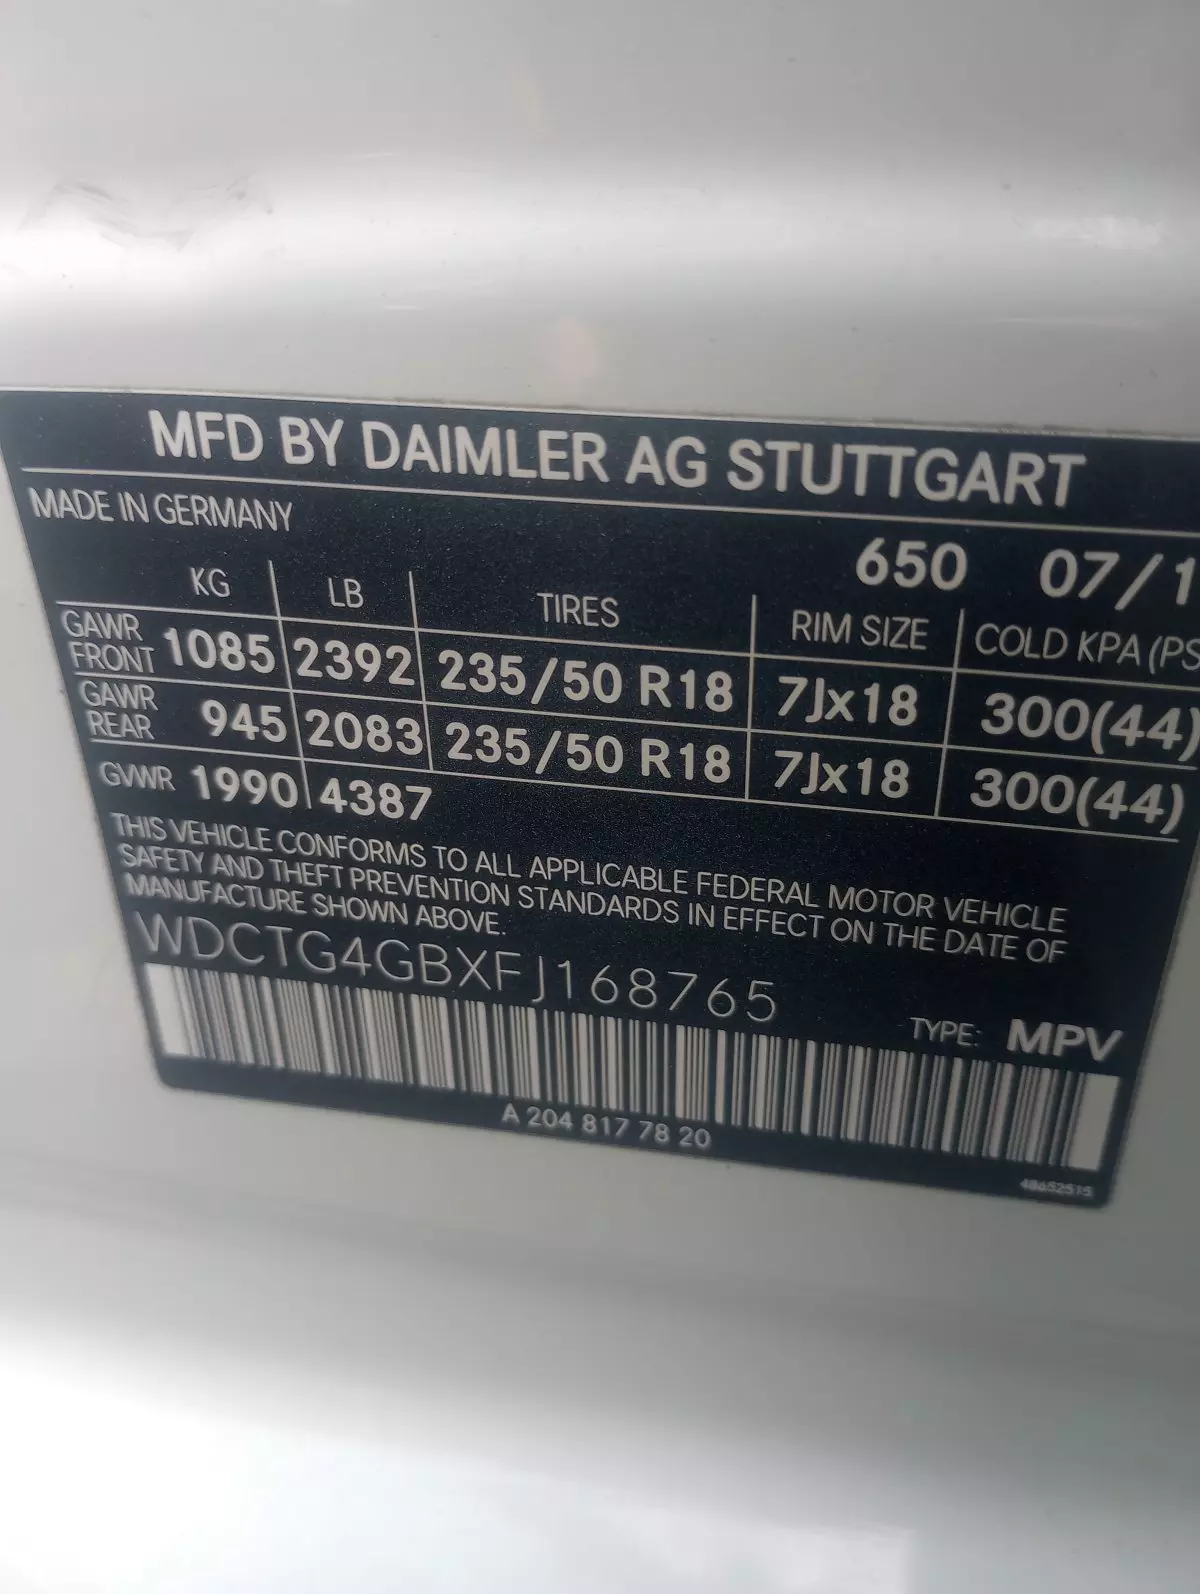 MFD BY DAIMLER AG STUTTGART
MADE IN GERMANY
650 07/1
KG LB TIRES RIM SIZE COLD KPA (PS
GAWR FRONT 1085 2392 235/50 R18 7Jx18 300(44)
GAWR REAR 945 2083 235/50 R18 7Jx18 300(44)
GVWR 1990 4387
THIS VEHICLE CONFORMS TO ALL APPLICABLE FEDERAL MOTOR VEHICLE
SAFETY AND THEFT PREVENTION STANDARDS IN EFFECT ON THE DATE OF
MANUFACTURE SHOWN ABOVE.
WDCTG4GBXFJ168765
TYPE: MPV
A 204 817 78 20
48652515